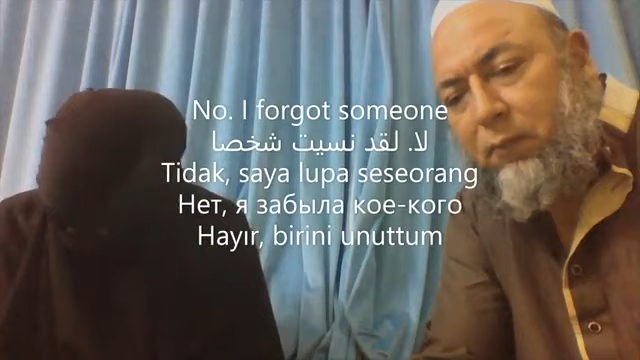 No. I forgot someone
لا. لقد نسيت شخصا
Tidak, saya lupa seseorang
Нет, я забыла кое-кого
Hayır, birini unuttum